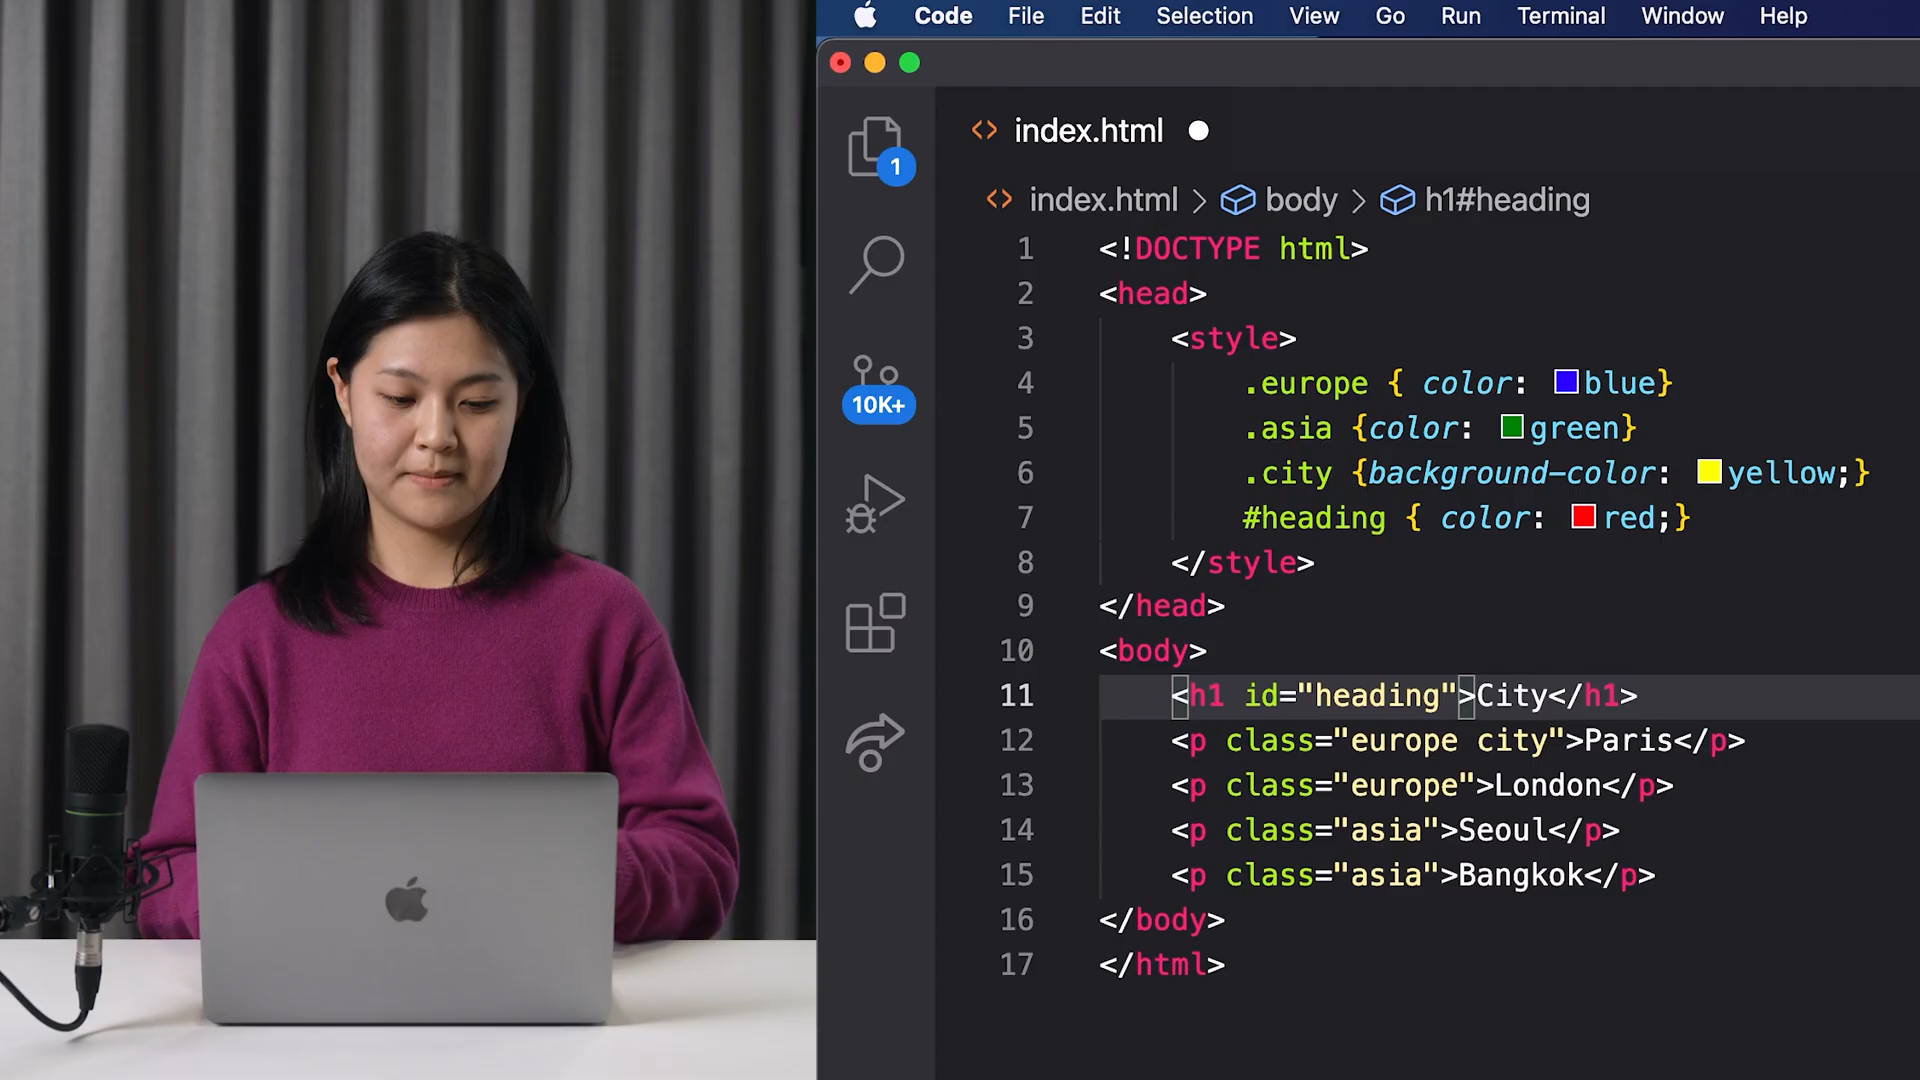 Code File Edit Selection View Go Run Terminal Window Help
index.html
1
index.html > body > h1#heading
10K+
1 <!DOCTYPE html>
2 <head>
3 <style>
4 .europe { color: blue}
5 .asia {color: green}
6 .city {background-color: yellow;}
7 #heading { color: red;}
8 </style>
9 </head>
10 <body>
11 <h1 id="heading">City</h1>
12 <p class="europe city">Paris</p>
13 <p class="europe">London</p>
14 <p class="asia">Seoul</p>
15 <p class="asia">Bangkok</p>
16 </body>
17 </html>